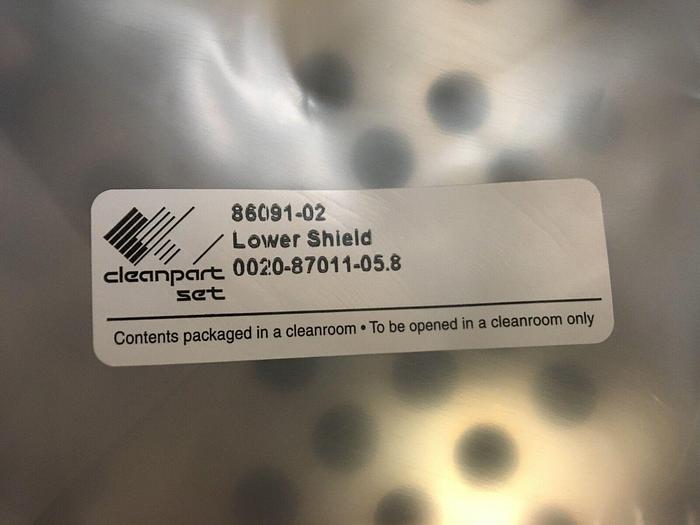 86091-02
Lower Shield
0020-87011-05.8
cleanpart
set
Contents packaged in a cleanroom • To be opened in a cleanroom only